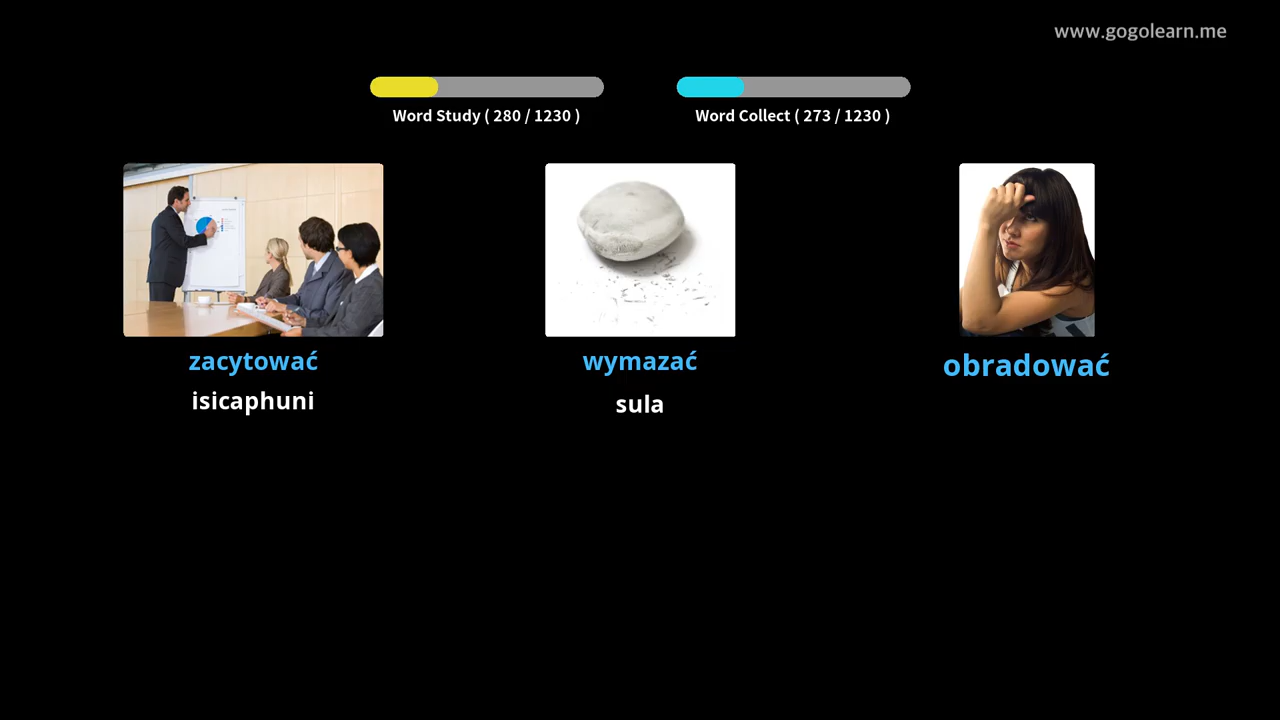 www.gogolearn.me
Word Study ( 280 / 1230 )
Word Collect ( 273 / 1230 )
zacytować
wymazać
obradować
isicaphuni
sula